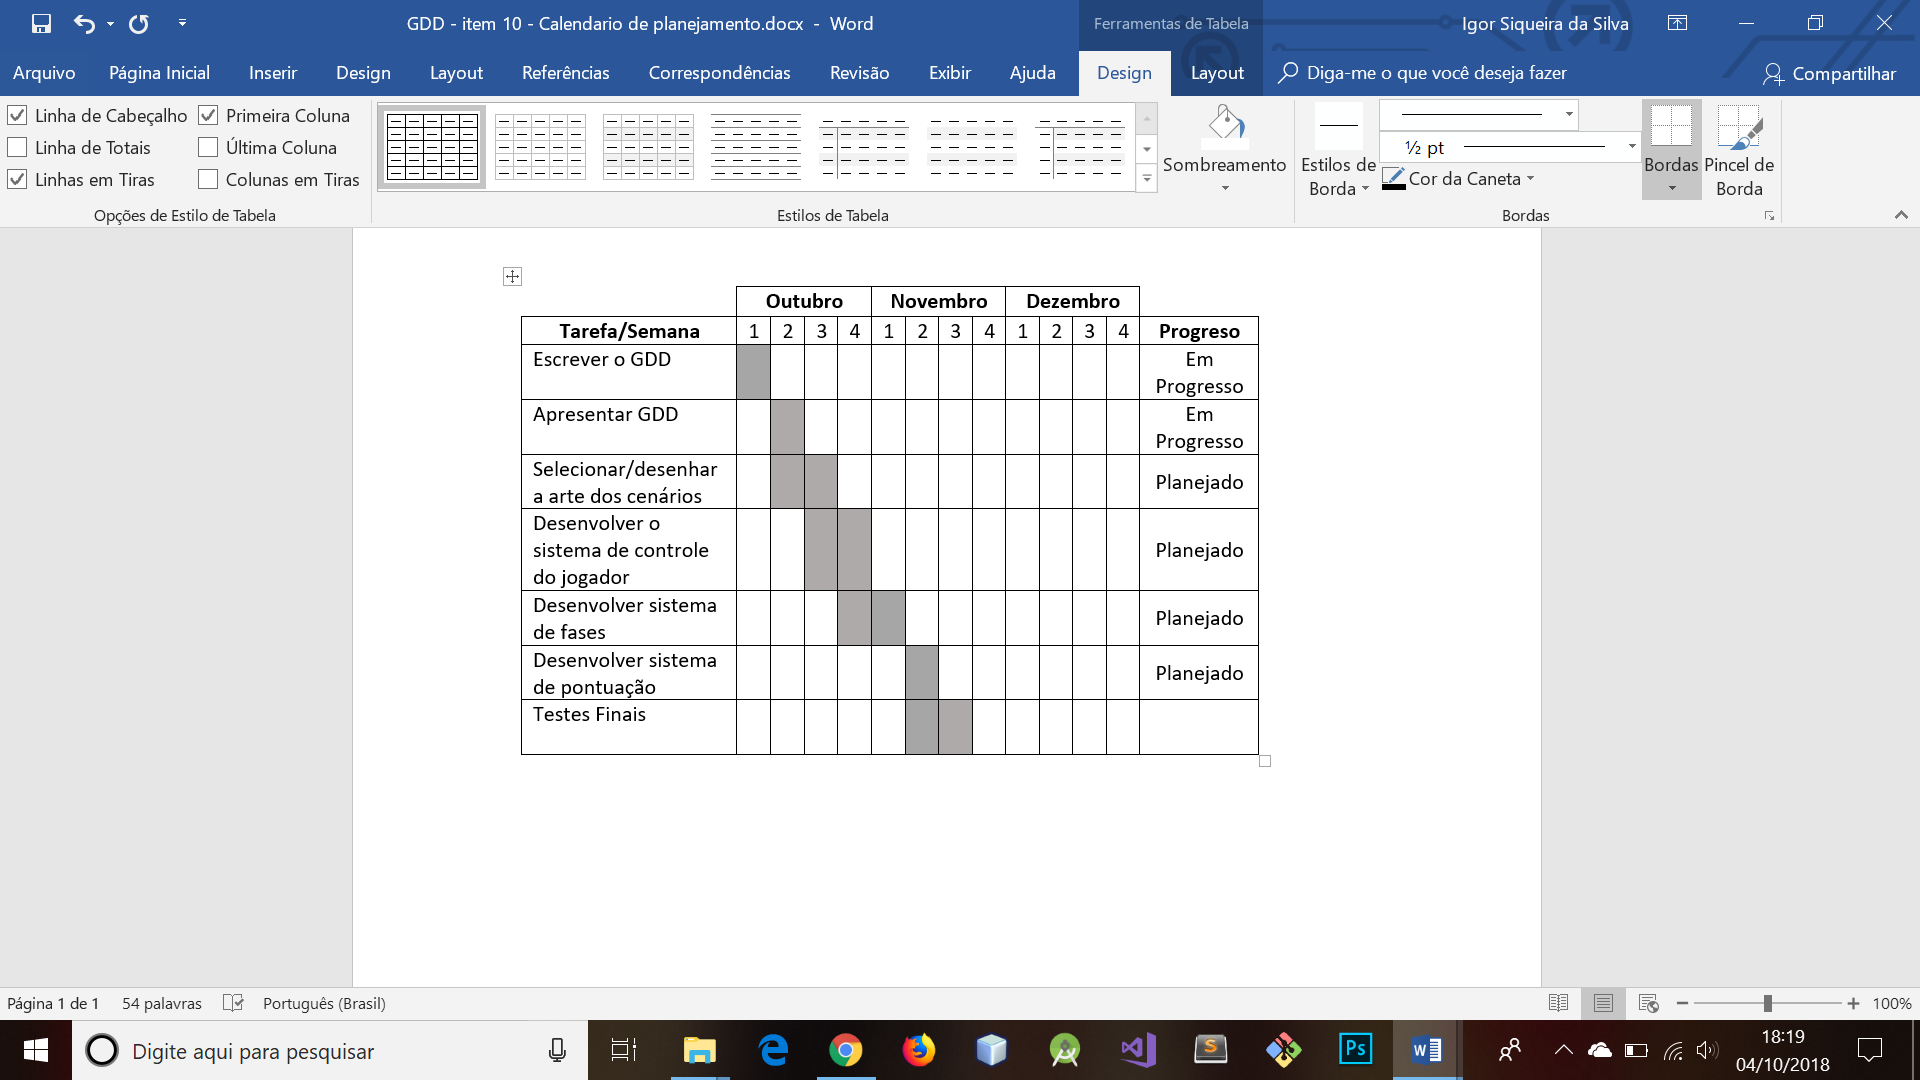 GDD - item 10 - Calendario de planejamento.docx - Word
Ferramentas de Tabela
Igor Siqueira da Silva
Arquivo Página Inicial Inserir Design Layout Referências Correspondências Revisão Exibir Ajuda Design Layout Diga-me o que você deseja fazer Compartilhar
Linha de Cabeçalho Primeira Coluna
Linha de Totais Última Coluna
Linhas em Tiras Colunas em Tiras
Opções de Estilo de Tabela
Estilos de Tabela
Sombreamento
Estilos de
Borda
½ pt
Cor da Caneta
Bordas
Pincel de
Borda
Bordas
Outubro Novembro Dezembro
Tarefa/Semana 1 2 3 4 1 2 3 4 1 2 3 4 Progreso
Escrever o GDD
Em
Progresso
Apresentar GDD
Em
Progresso
Selecionar/desenhar
a arte dos cenários
Planejado
Desenvolver o
sistema de controle
do jogador
Planejado
Desenvolver sistema
de fases
Planejado
Desenvolver sistema
de pontuação
Planejado
Testes Finais
Página 1 de 1 54 palavras Português (Brasil) 100%
Digite aqui para pesquisar
Ps
18:19
04/10/2018